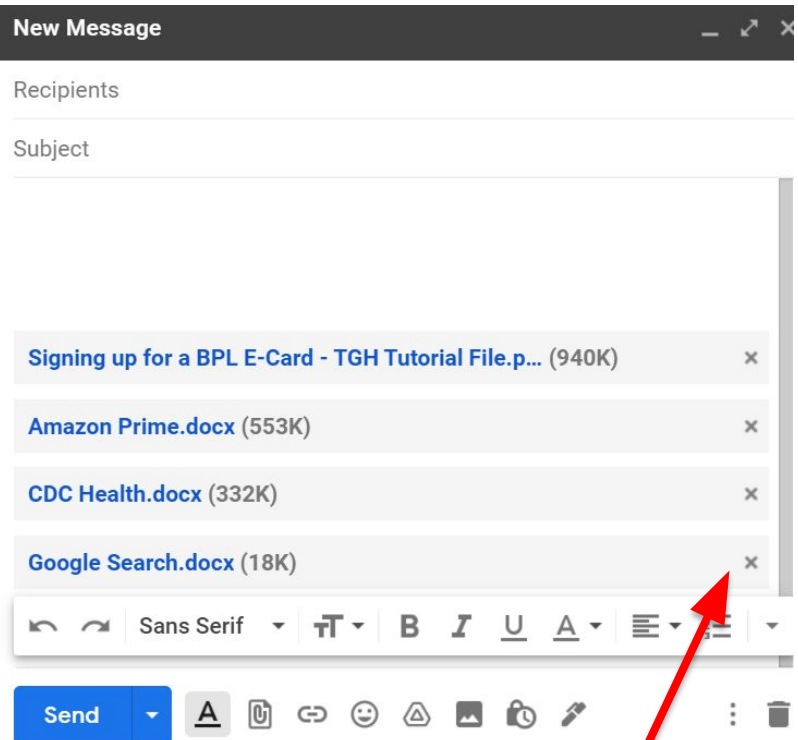 New Message
Recipients
Subject
Signing up for a BPL E-Card - TGH Tutorial File.p... (940K)
Amazon Prime.docx (553K)
CDC Health.docx (332K)
Google Search.docx (18K)
Sans Serif TT B I U A
Send A